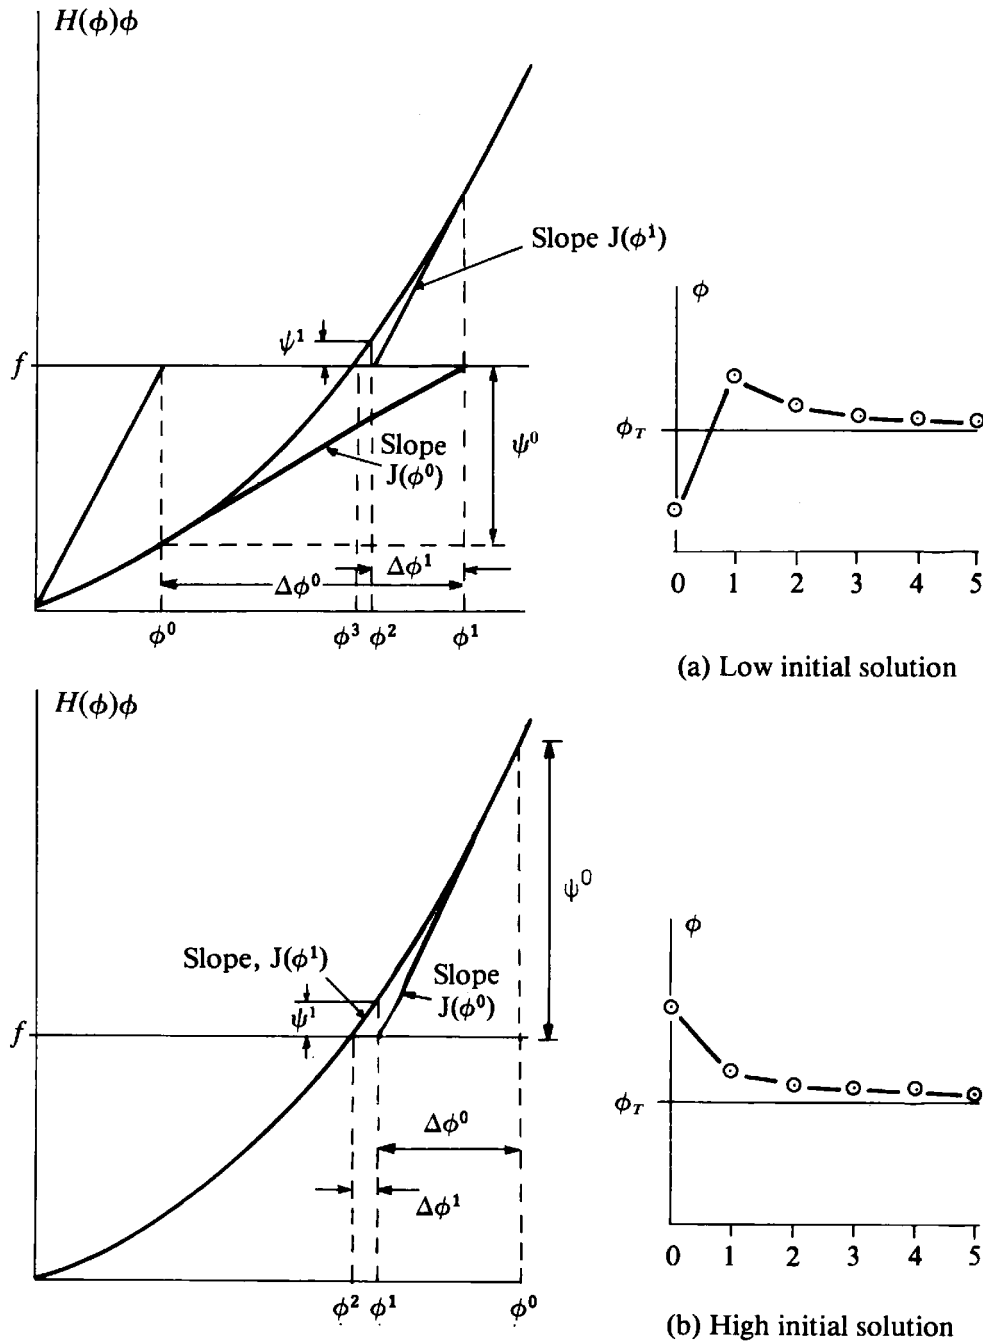 H(ϕ)ϕ
Slope J(ϕ¹)
ψ¹
f
Slope
J(ϕ⁰)
ψ⁰
Δϕ¹
Δϕ⁰
ϕ⁰ ϕ³ ϕ² ϕ¹
ϕ
ϕ_T
0 1 2 3 4 5
(a) Low initial solution
H(ϕ)ϕ
ψ⁰
Slope, J(ϕ¹)
Slope
J(ϕ⁰)
ψ¹
f
Δϕ⁰
Δϕ¹
ϕ² ϕ¹ ϕ⁰
ϕ
ϕ_T
0 1 2 3 4 5
(b) High initial solution